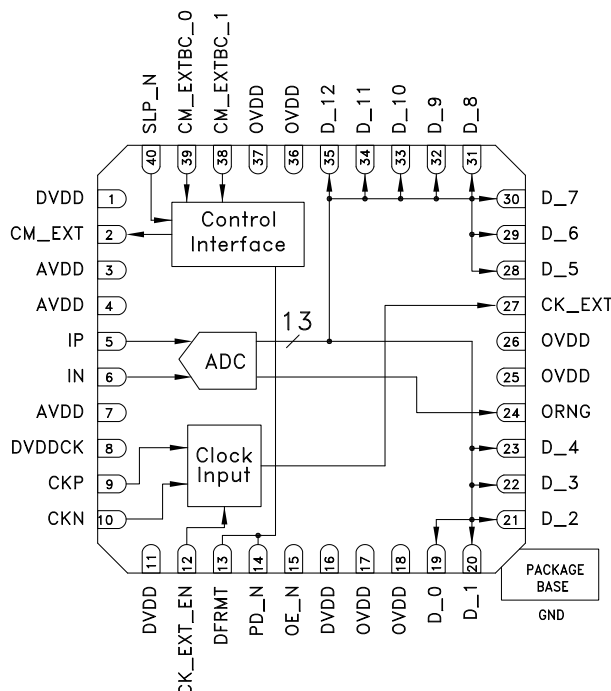 SLP_N
CM_EXTBC_0
CM_EXTBC_1
OVDD
OVDD
D_12
D_11
D_10
D_9
D_8
40
39
38
37
36
35
34
33
32
31
DVDD 1
CM_EXT 2
AVDD 3
AVDD 4
IP 5
IN 6
AVDD 7
DVDDCK 8
CKP 9
CKN 10
Control
Interface
13
ADC
Clock
Input
30 D_7
29 D_6
28 D_5
27 CK_EXT
26 OVDD
25 OVDD
24 ORNG
23 D_4
22 D_3
21 D_2
11
12
13
14
15
16
17
18
19
20
DVDD
CK_EXT_EN
DFRMT
PD_N
OE_N
DVDD
OVDD
OVDD
D_0
D_1
PACKAGE
BASE
GND